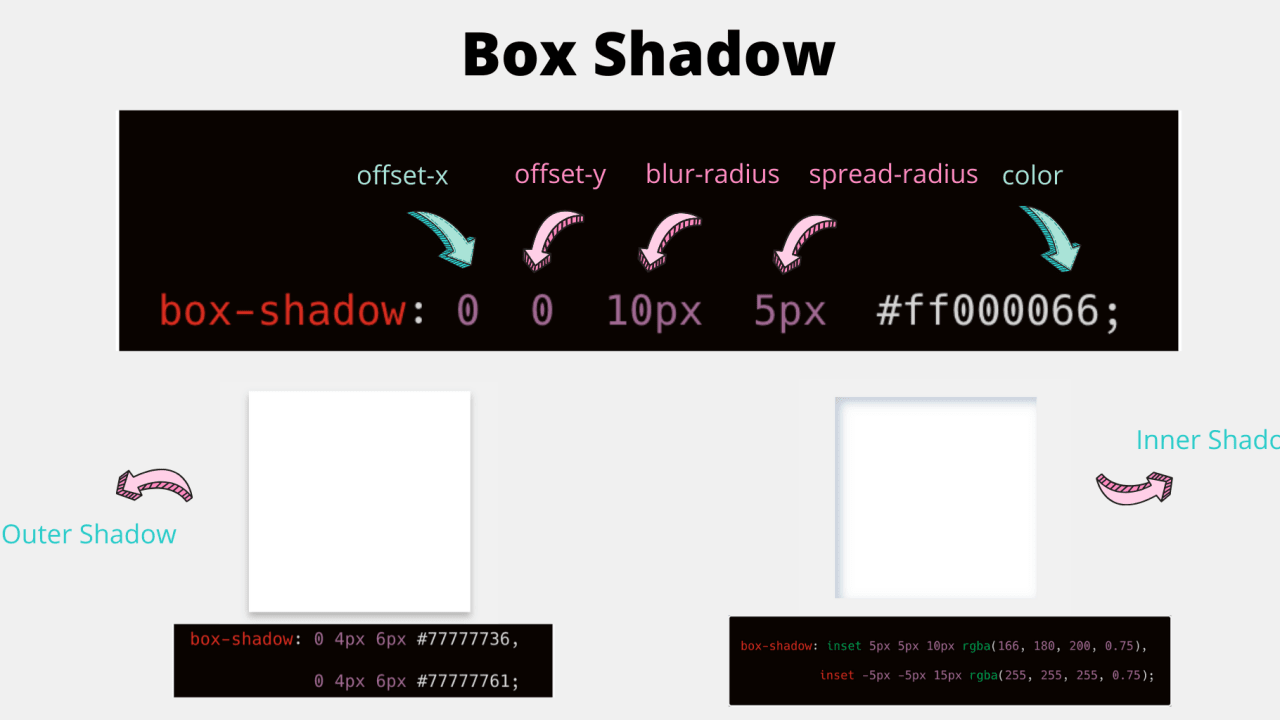 Box Shadow
offset-x offset-y blur-radius spread-radius color
box-shadow: 0 0 10px 5px #ff000066;
Inner Shado
Outer Shadow
box-shadow: 0 4px 6px #77777736,
0 4px 6px #77777761;
box-shadow: inset 5px 5px 10px rgba(166, 180, 200, 0.75),
inset -5px -5px 15px rgba(255, 255, 255, 0.75);